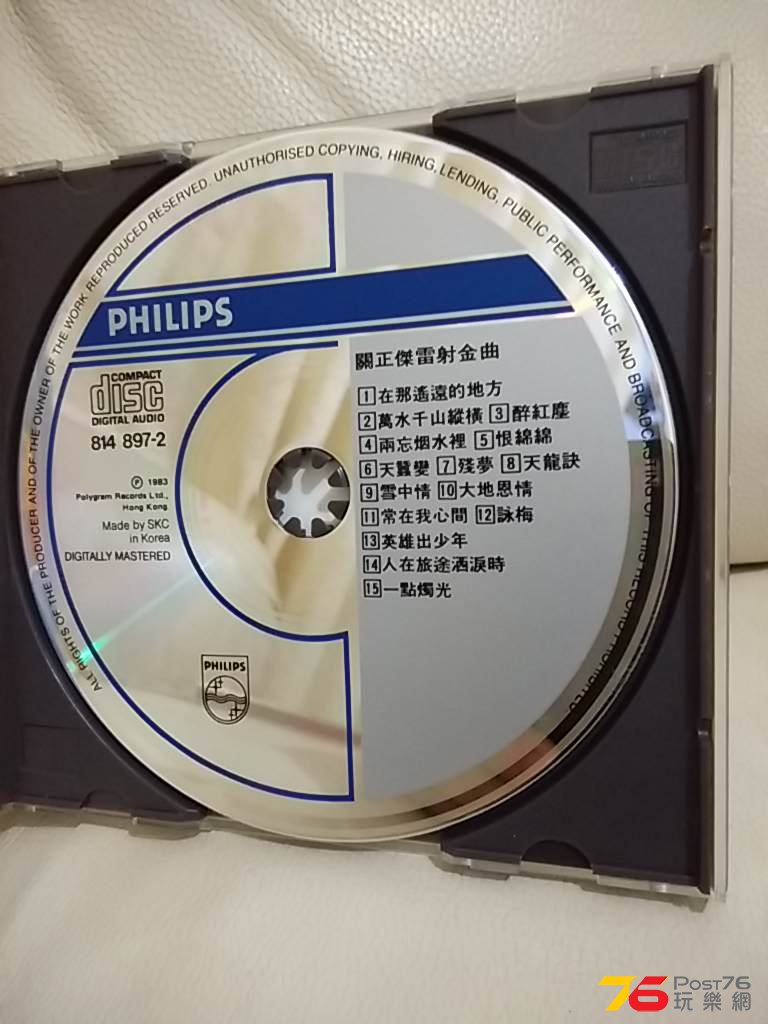 ALL RIGHTS OF THE PRODUCER AND OF THE OWNER OF THE WORK REPRODUCED RESERVED. UNAUTHORISED COPYING, HIRING, LENDING, PUBLIC PERFORMANCE AND BROADCASTING OF THIS RECORD PROHIBITED
PHILIPS
COMPACT
disc
DIGITAL AUDIO
814 897-2
Ⓟ 1983
Polygram Records Ltd.,
Hong Kong
Made by SKC
in Korea
DIGITALLY MASTERED
PHILIPS
關正傑雷射金曲
1 在那遙遠的地方
2 萬水千山縱橫 3 醉紅塵
4 兩忘烟水裡 5 恨綿綿
6 天蠶變 7 殘夢 8 天龍訣
9 雪中情 10 大地恩情
11 常在我心間 12 詠梅
13 英雄出少年
14 人在旅途洒淚時
15 一點燭光
76 POST76
玩樂網